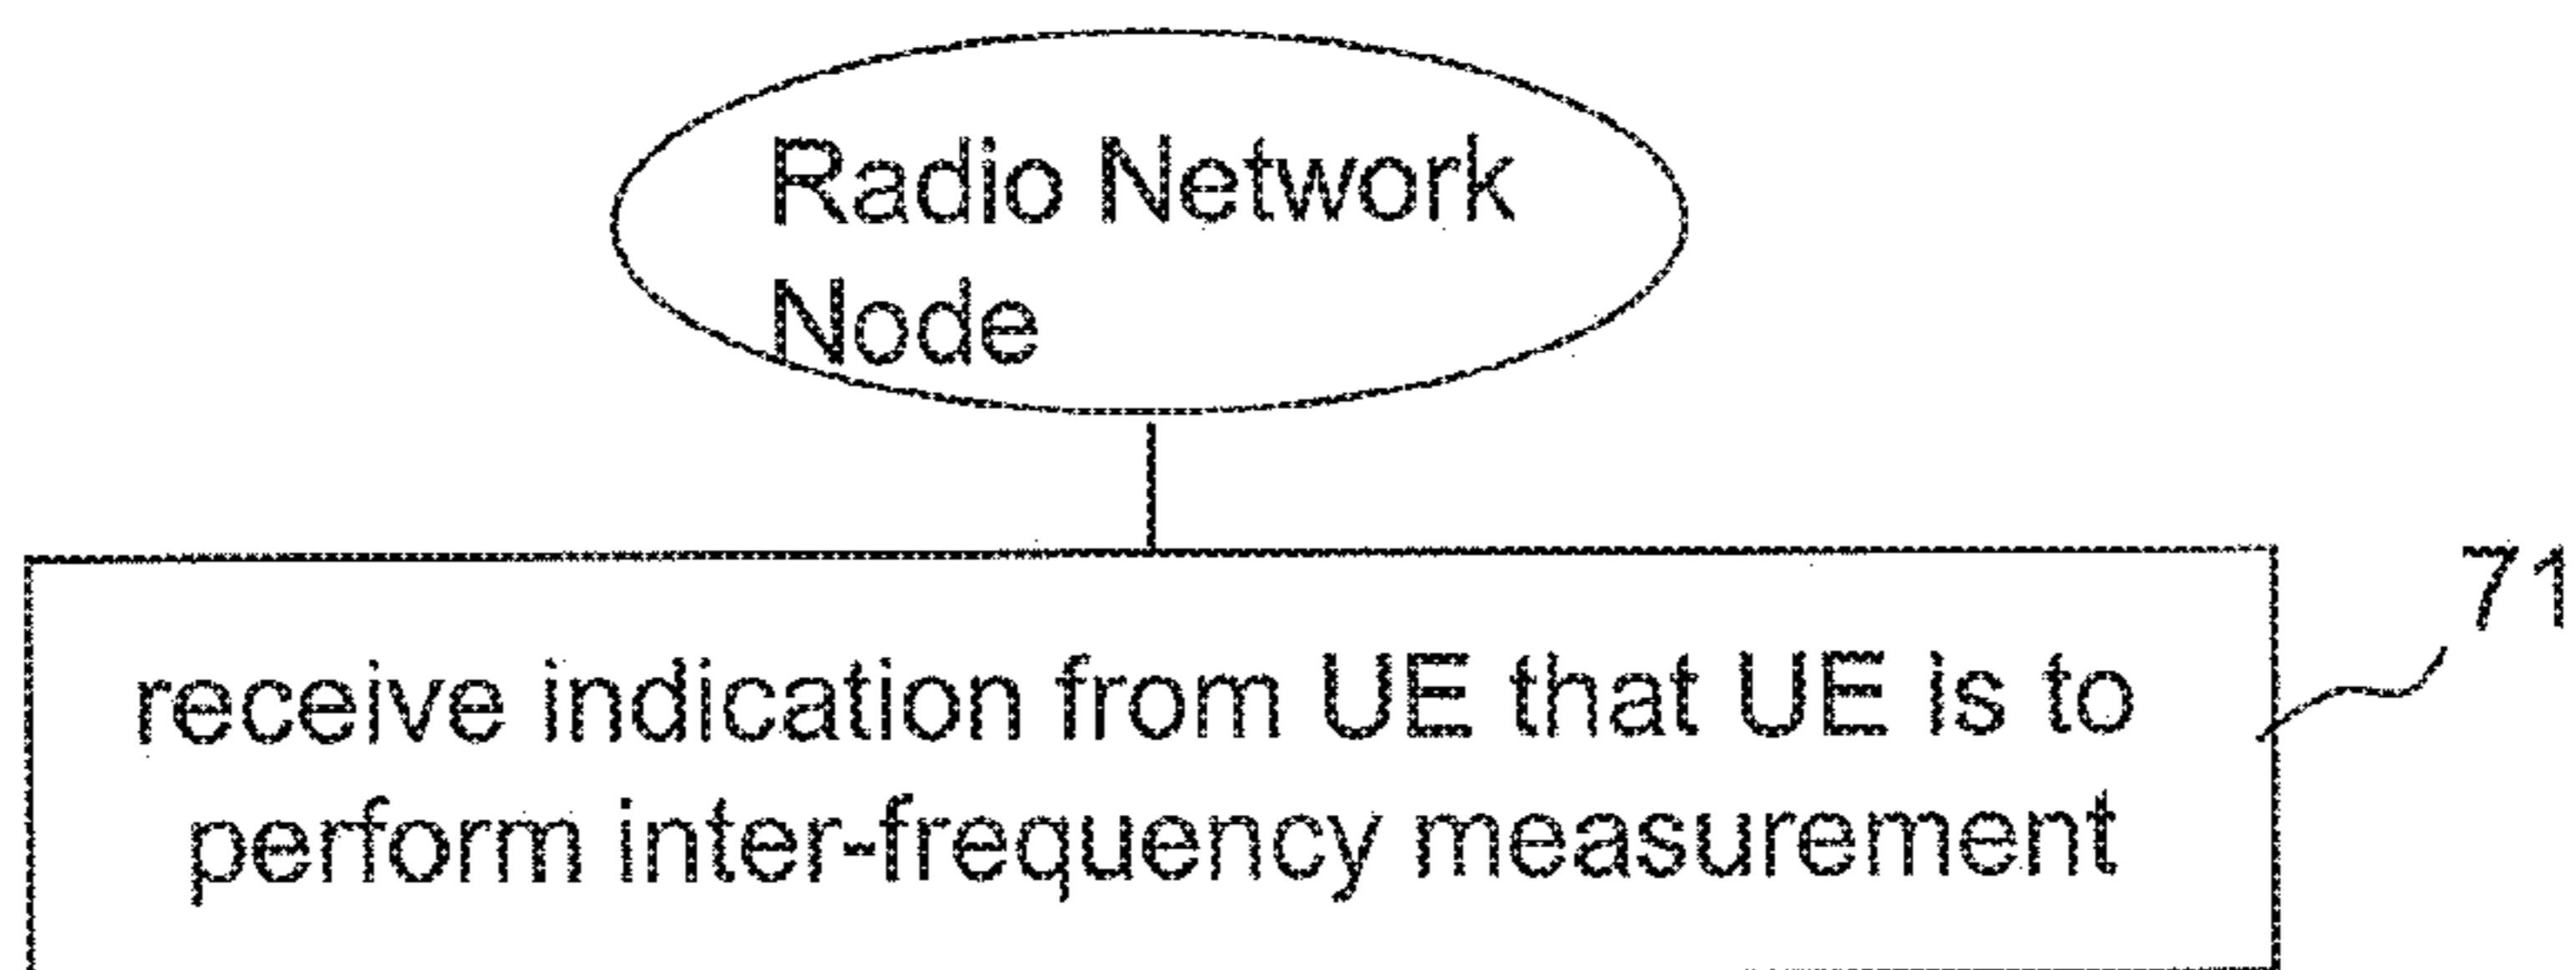 Radio Network
Node
71
receive indication from UE that UE is to
perform inter-frequency measurement